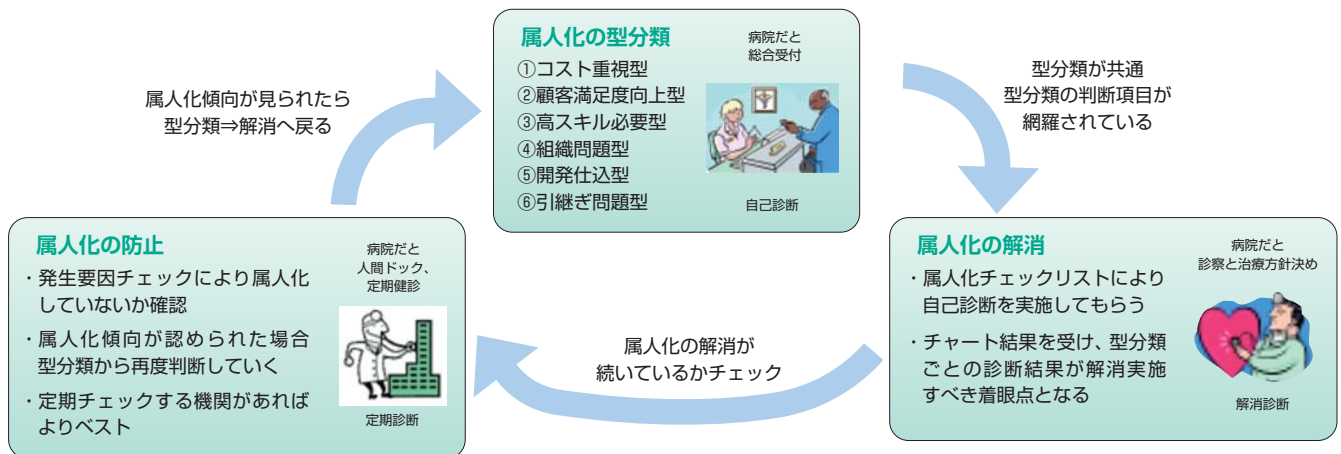 属人化の型分類
病院だと
総合受付
①コスト重視型
②顧客満足度向上型
③高スキル必要型
④組織問題型
⑤開発仕込型
⑥引継ぎ問題型
自己診断
型分類が共通
型分類の判断項目が
網羅されている
属人化の解消
病院だと
診察と治療方針決め
・属人化チェックリストにより
自己診断を実施してもらう
・チャート結果を受け、型分類
ごとの診断結果が解消実施
すべき着眼点となる
解消診断
属人化の解消が
続いているかチェック
属人化の防止
病院だと
人間ドック、
定期健診
・発生要因チェックにより属人化
していないか確認
・属人化傾向が認められた場合
型分類から再度判断していく
・定期チェックする機関があれば
よりベスト
定期診断
属人化傾向が見られたら
型分類⇒解消へ戻る